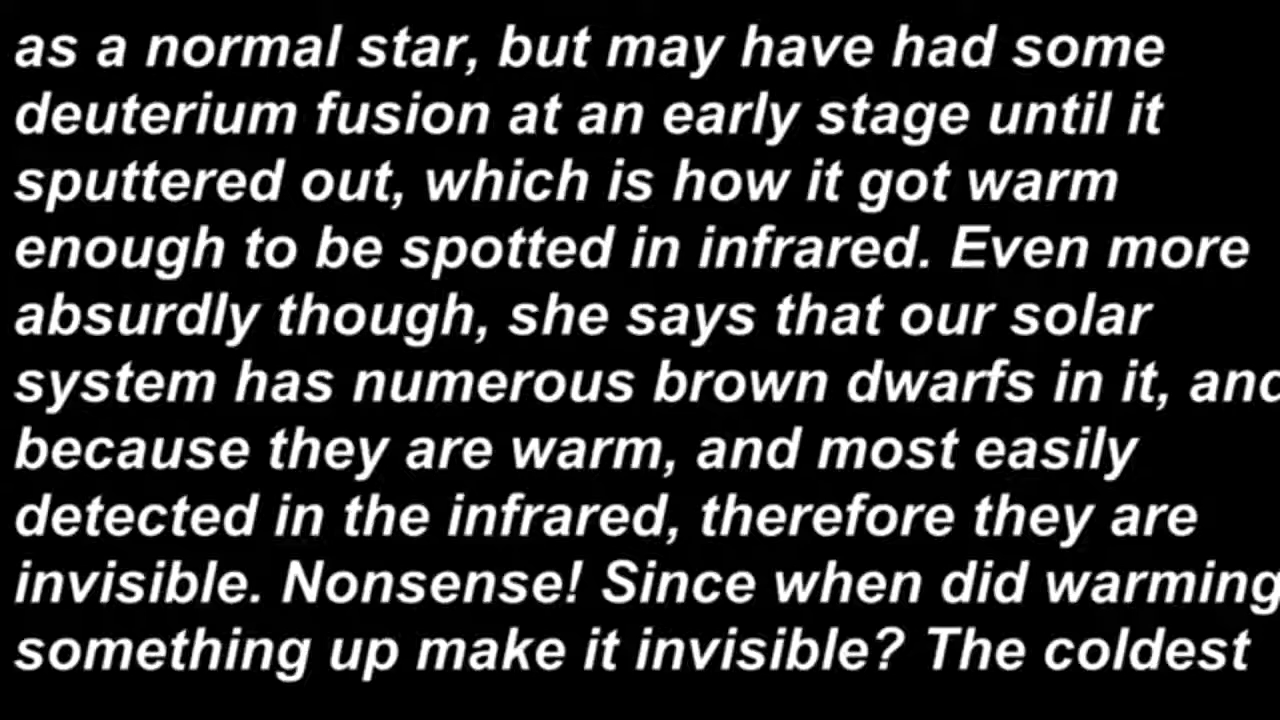 as a normal star, but may have had some
deuterium fusion at an early stage until it
sputtered out, which is how it got warm
enough to be spotted in infrared. Even more
absurdly though, she says that our solar
system has numerous brown dwarfs in it, and
because they are warm, and most easily
detected in the infrared, therefore they are
invisible. Nonsense! Since when did warming
something up make it invisible? The coldest